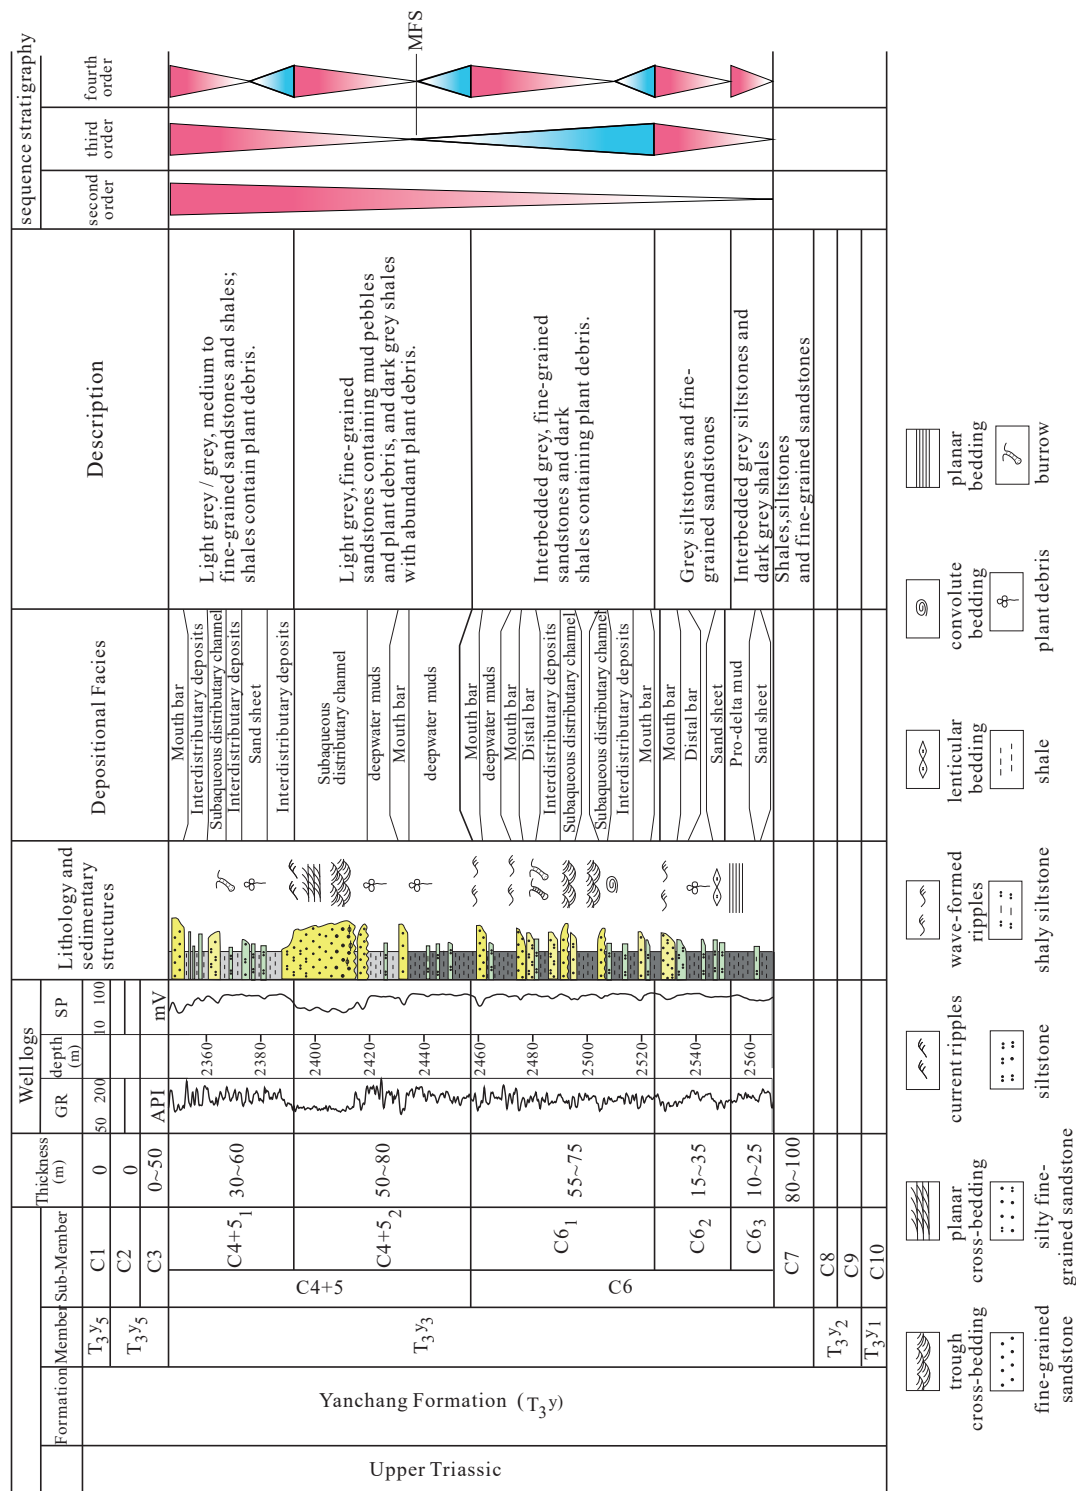 Upper Triassic
Formation
Yanchang Formation (T3y)
Member
T3y5
T3y5
T3y3
T3y2
T3y1
Sub-Member
C1
C2
C3
C4+5
C4+51
C4+52
C6
C61
C62
C63
C7
C8
C9
C10
Thickness
(m)
0
0
0~50
30~60
50~80
55~75
15~35
10~25
80~100
Well logs
GR
50 200
API
depth
(m)
2360
2380
2400
2420
2440
2460
2480
2500
2520
2540
2560
SP
10 100
mV
Lithology and
sedimentary
structures
Depositional Facies
Mouth bar
Interdistributary deposits
Subaqueous distributary channel
Interdistributary deposits
Sand sheet
Interdistributary deposits
Subaqueous
distributary channel
deepwater muds
Mouth bar
deepwater muds
Mouth bar
deepwater muds
Mouth bar
Distal bar
Interdistributary deposits
Subaqueous distributary channel
Subaqueous distributary channel
Interdistributary deposits
Mouth bar
Mouth bar
Distal bar
Sand sheet
Pro-delta mud
Sand sheet
Description
Light grey / grey, medium to
fine-grained sandstones and shales;
shales contain plant debris.
Light grey,fine-grained
sandstones containing mud pebbles
and plant debris, and dark grey shales
with abundant plant debris.
Interbedded grey, fine-grained
sandstones and dark
shales containing plant debris.
Grey siltstones and fine-
grained sandstones
Interbedded grey siltstones and
dark grey shales
Shales,siltstones
and fine-grained sandstones
sequence stratigraphy
second
order
third
order
fourth
order
MFS
trough
cross-bedding
planar
cross-bedding
current ripples
wave-formed
ripples
lenticular
bedding
convolute
bedding
planar
bedding
fine-grained
sandstone
silty fine-
grained sandstone
siltstone
shaly siltstone
shale
plant debris
burrow